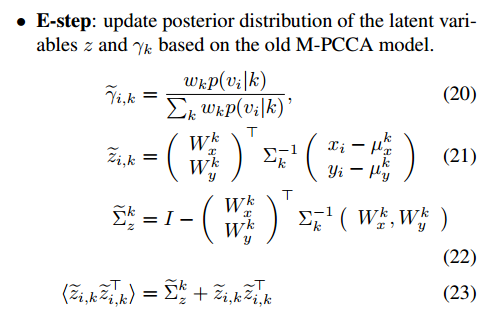 • E-step: update posterior distribution of the latent vari-
ables z and γ_k based on the old M-PCCA model.
γ̃_{i,k} = w_k p(v_i|k) / ∑_k w_k p(v_i|k), (20)
z̃_{i,k} = ( W_x^k ; W_y^k )^⊤ Σ_k^{-1} ( x_i − μ_x^k ; y_i − μ_y^k ) (21)
Σ̃_z^k = I − ( W_x^k ; W_y^k )^⊤ Σ_k^{-1} ( W_x^k, W_y^k )
(22)
⟨z̃_{i,k} z̃_{i,k}^⊤⟩ = Σ̃_z^k + z̃_{i,k} z̃_{i,k}^⊤ (23)